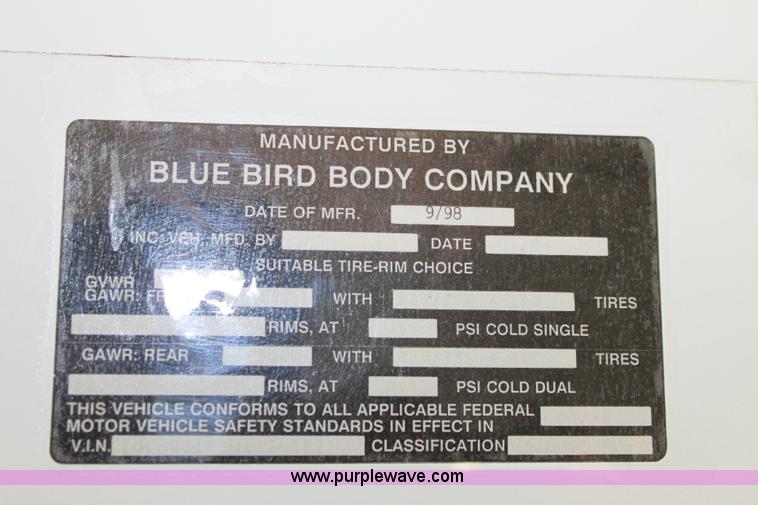 MANUFACTURED BY
BLUE BIRD BODY COMPANY
DATE OF MFR. 9/98
INC. VEH. MFD. BY DATE
SUITABLE TIRE-RIM CHOICE
GVWR
GAWR: WITH TIRES
RIMS, AT PSI COLD SINGLE
GAWR: REAR WITH TIRES
RIMS, AT PSI COLD DUAL
THIS VEHICLE CONFORMS TO ALL APPLICABLE FEDERAL
MOTOR VEHICLE SAFETY STANDARDS IN EFFECT IN
V.I.N. CLASSIFICATION
www.purplewave.com